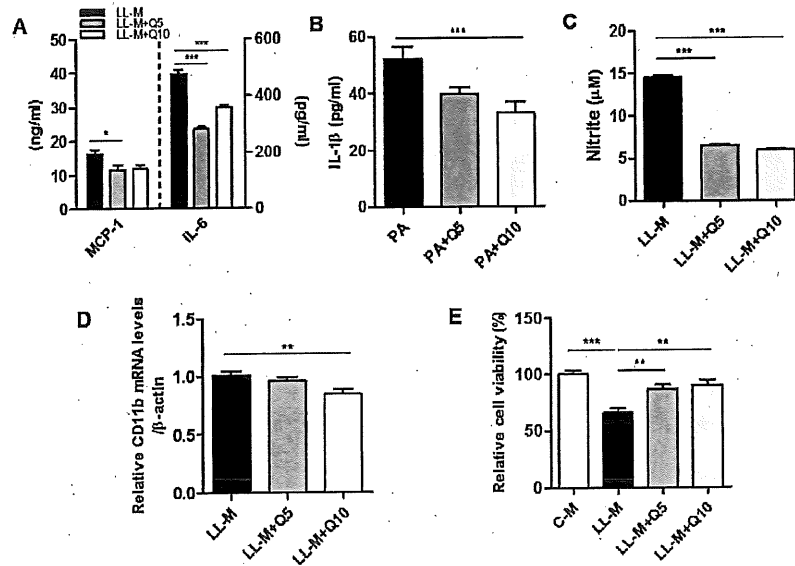 A
LL-M
LL-M+Q5
LL-M+Q10
(ng/ml)
50
40
30
20
10
0
*
***
***
600
400
200
0
(pg/ml)
MCP-1
IL-6
B
IL-1β (pg/ml)
60
40
20
0
***
PA
PA+Q5
PA+Q10
C
Nitrite (μM)
20
15
10
5
0
***
***
LL-M
LL-M+Q5
LL-M+Q10
D
Relative CD11b mRNA levels
/β-actin
1.5
1.0
0.5
0.0
**
LL-M
LL-M+Q5
LL-M+Q10
E
Relative cell viability (%)
150
100
50
0
***
**
**
C-M
LL-M
LL-M+Q5
LL-M+Q10